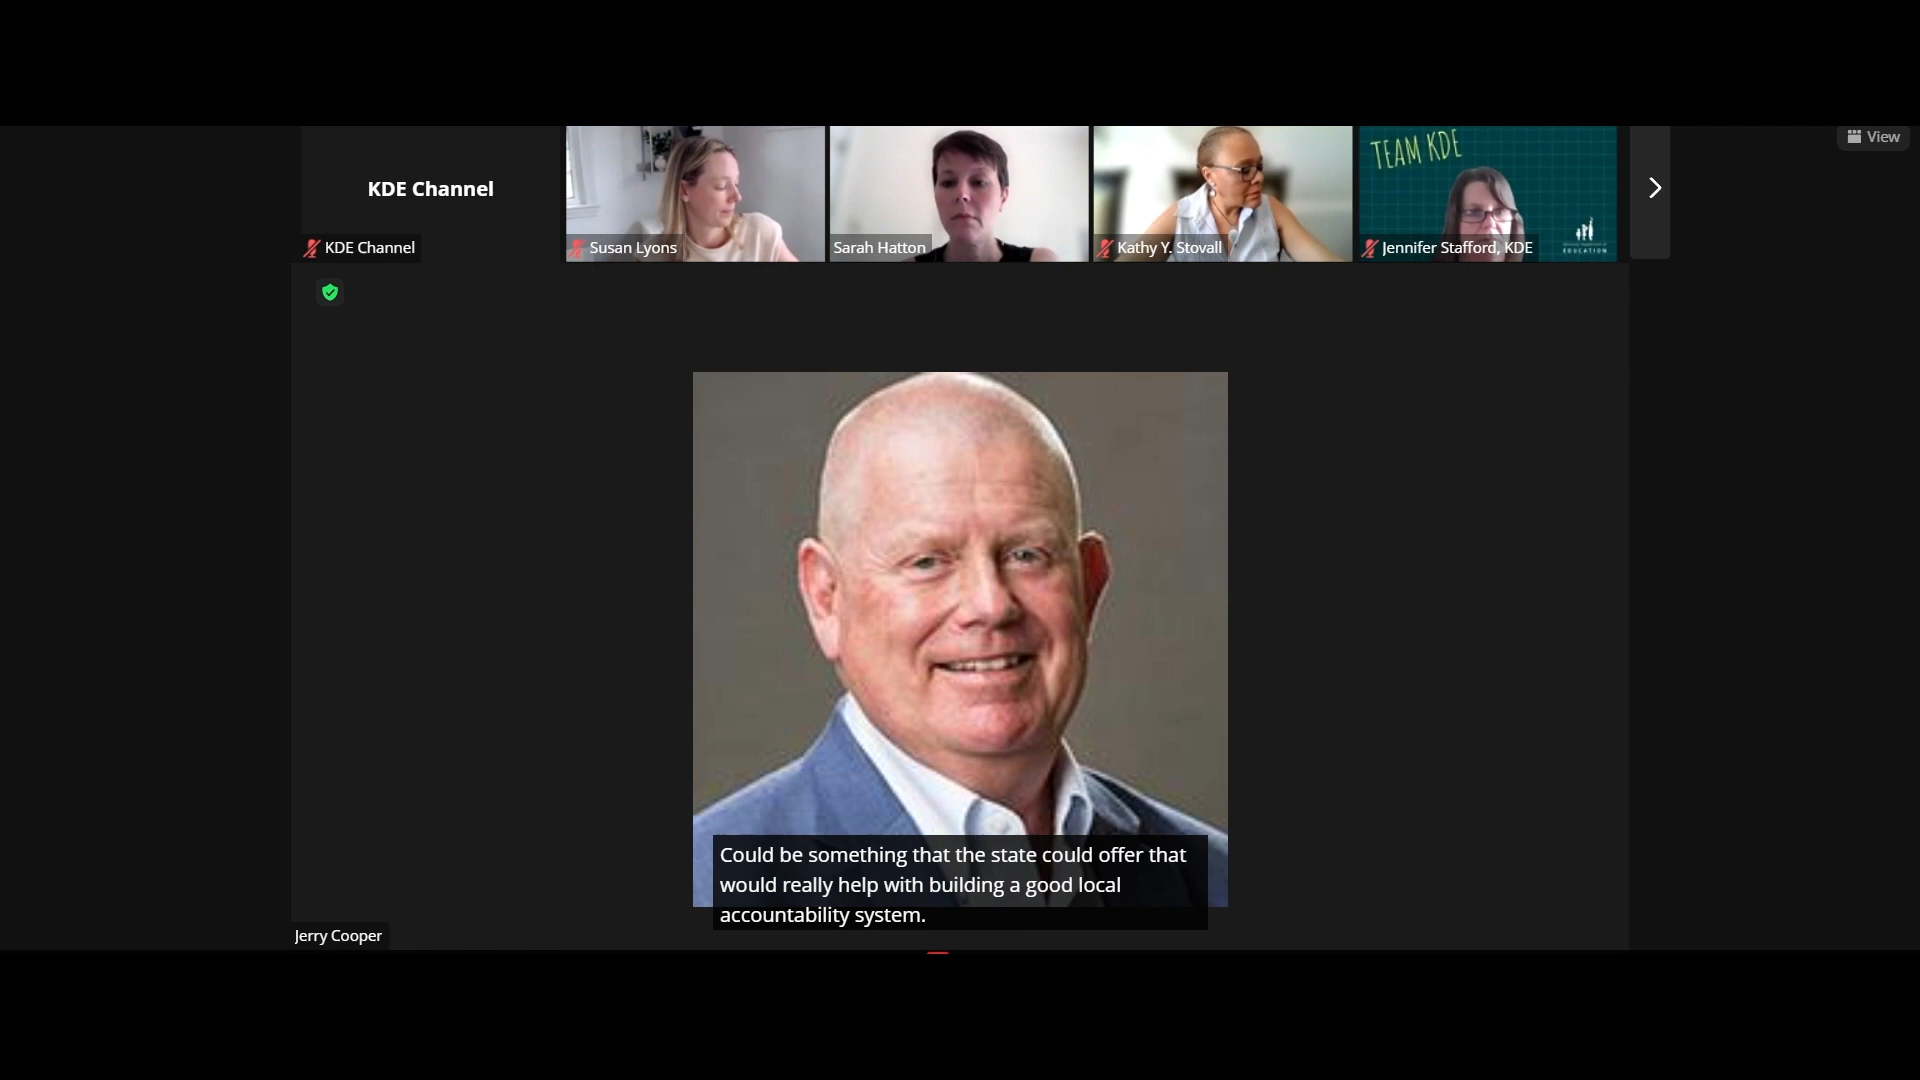 View
KDE Channel
KDE Channel
Susan Lyons
Sarah Hatton
Kathy Y. Stovall
TEAM KDE
Jennifer Stafford, KDE
EDUCATION
Could be something that the state could offer that
would really help with building a good local
accountability system.
Jerry Cooper